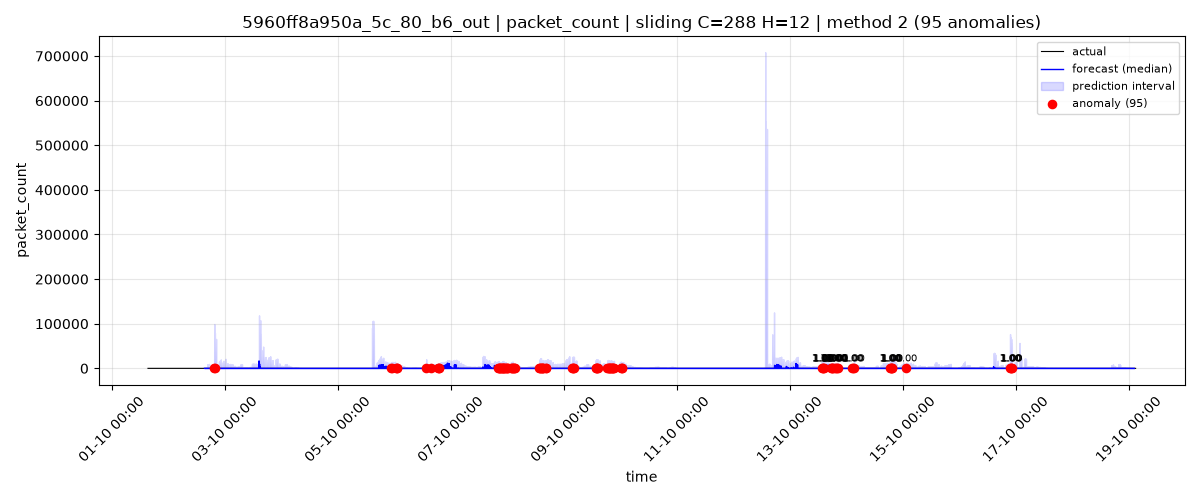 5960ff8a950a_5c_80_b6_out | packet_count | sliding C=288 H=12 | method 2 (95 anomalies)
actual
forecast (median)
prediction interval
anomaly (95)
packet_count
700000
600000
500000
400000
300000
200000
100000
0
1.00
1.00
01-10 00:00
03-10 00:00
05-10 00:00
07-10 00:00
09-10 00:00
11-10 00:00
13-10 00:00
15-10 00:00
17-10 00:00
19-10 00:00
time